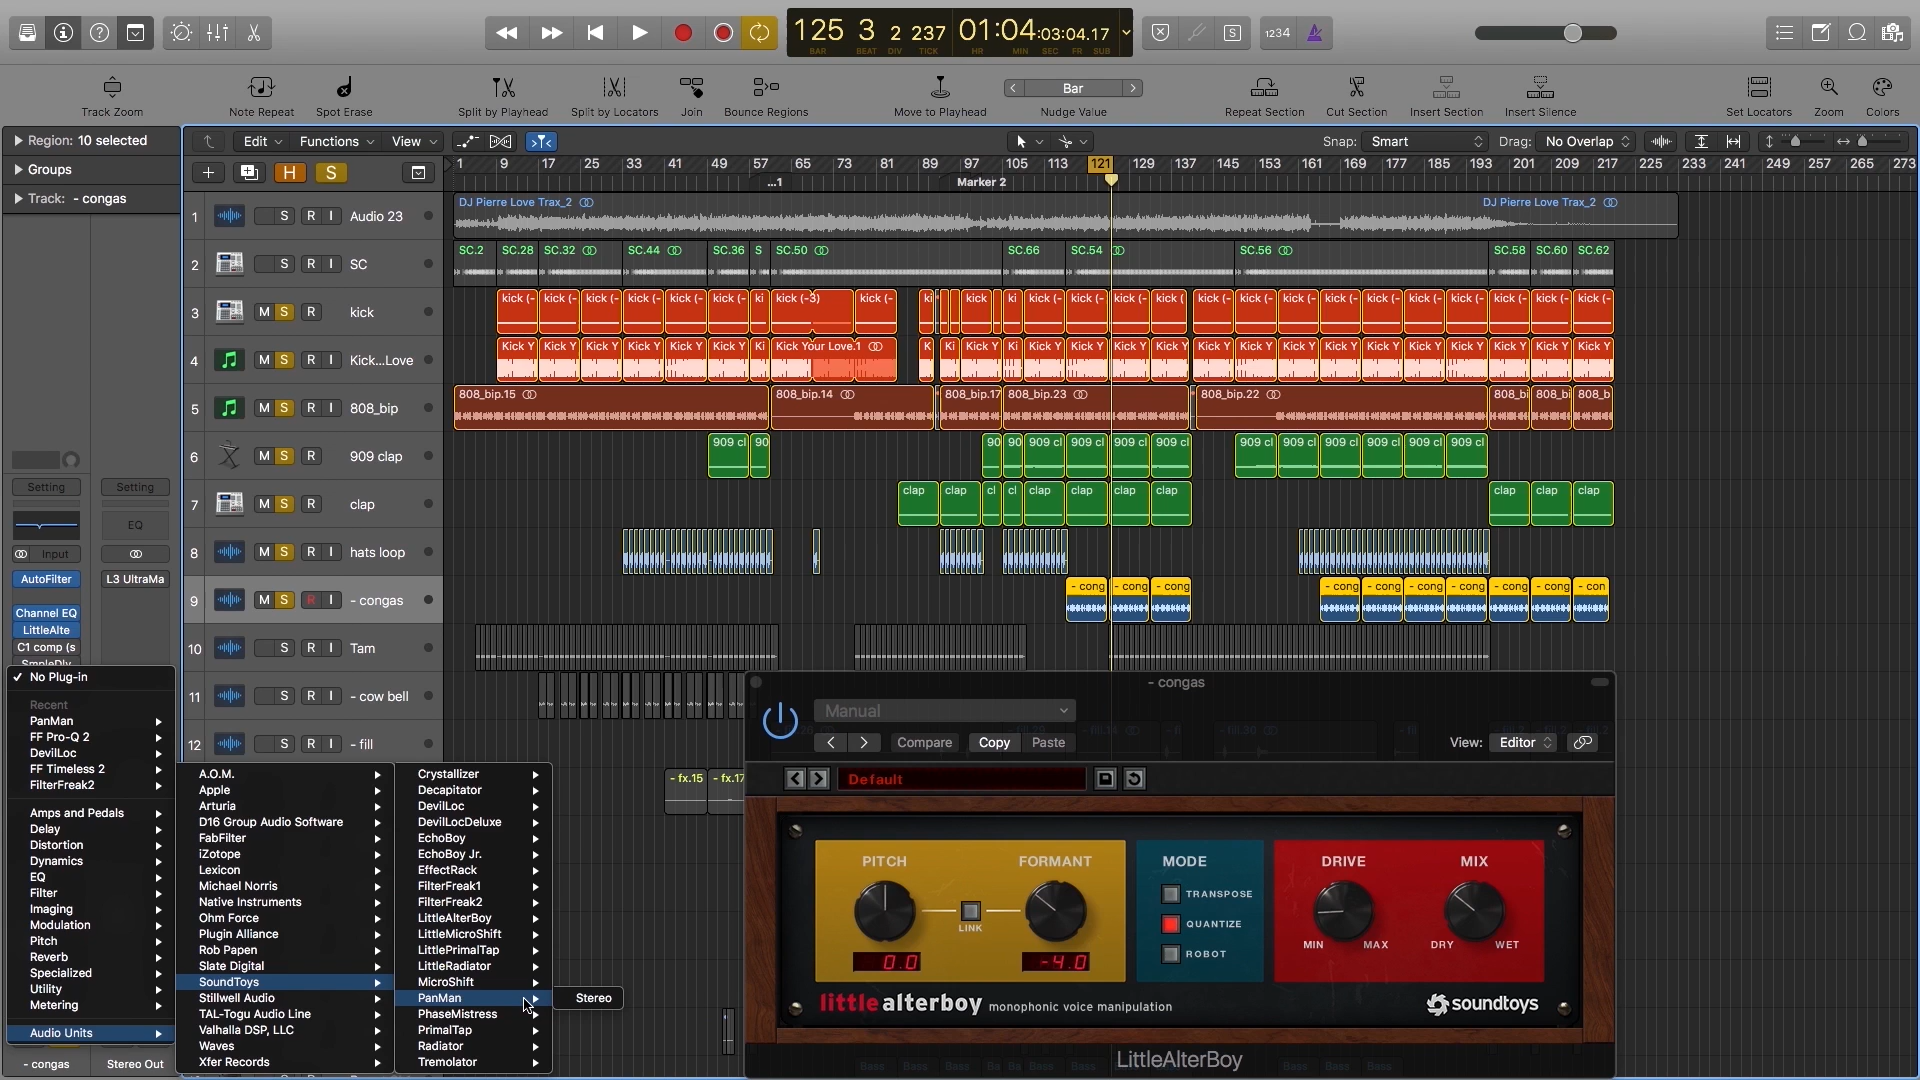 125 3 2 237 01:04:03:04.17
BAR BEAT DIV TICK HR MIN SEC FR SUB
S 1234
Track Zoom Note Repeat Spot Erase Split by Playhead Split by Locators Join Bounce Regions Move to Playhead Bar Nudge Value Repeat Section Cut Section Insert Section Insert Silence Set Locators Zoom Colors
Region: 10 selected
Groups
Track: - congas
Edit Functions View Snap: Smart Drag: No Overlap
H S
1 9 17 25 33 41 49 57 65 73 81 89 97 105 113 121 129 137 145 153 161 169 177 185 193 201 209 217 225 233 241 249 257 265 273
...1 Marker 2
1 S R I Audio 23
DJ Pierre Love Trax_2 DJ Pierre Love Trax_2
2 S R I SC
SC.2 SC.28 SC.32 SC.44 SC.36 S SC.50 SC.66 SC.54 SC.56 SC.58 SC.60 SC.62
3 M S R kick
kick (- kick (- kick (- kick (- kick (- kick (- ki kick (-3) kick (- ki kick ki kick (- kick (- kick (- kick ( kick (- kick (- kick (- kick (- kick (- kick (- kick (- kick (- kick (- kick (-
4 M S R Kick...Love
Kick Y Kick Y Kick Y Kick Y Kick Y Kick Y Ki Kick Your Love.1 K Ki Kick Y Ki Kick Y Kick Y Kick Y Kick Y Kick Y Kick Y Kick Y Kick Y Kick Y Kick Y Kick Y Kick Y Kick Y Kick Y
5 M S R I 808_bip
808_bip.15 808_bip.14 808_bip.17 808_bip.23 808_bip.22 808_bi 808_bi 808_b
6 M S R 909 clap
909 cl 90 90 90 909 cl 909 cl 909 cl 909 cl 909 cl 909 cl 909 cl 909 cl 909 cl 909 cl
7 M S R clap
clap clap cl cl clap clap clap clap clap clap clap
8 M S R I hats loop
9 M S R I - congas
- cong - cong - cong - cong - cong - cong - cong - cong - cong - con
10 S R I Tam
11 S R I - cow bell
12 S R I - fill
- fx.15 - fx.17
Setting Setting
EQ
Input
AutoFilter L3 UltraMa
Channel EQ
LittleAlte
C1 comp (s
SmpleDly
✓ No Plug-in
Recent
PanMan
FF Pro-Q 2
DevilLoc
FF Timeless 2
FilterFreak2
Amps and Pedals
Delay
Distortion
Dynamics
EQ
Filter
Imaging
Modulation
Pitch
Reverb
Specialized
Utility
Metering
Audio Units
- congas Stereo Out
A.O.M.
Apple
Arturia
D16 Group Audio Software
FabFilter
iZotope
Lexicon
Michael Norris
Native Instruments
Ohm Force
Plugin Alliance
Rob Papen
Slate Digital
SoundToys
Stillwell Audio
TAL-Togu Audio Line
Valhalla DSP, LLC
Waves
Xfer Records
Crystallizer
Decapitator
DevilLoc
DevilLocDeluxe
EchoBoy
EchoBoy Jr.
EffectRack
FilterFreak1
FilterFreak2
LittleAlterBoy
LittleMicroShift
LittlePrimalTap
LittleRadiator
MicroShift
PanMan
PhaseMistress
PrimalTap
Radiator
Tremolator
Stereo
- congas
Manual
Compare Copy Paste View: Editor
Default
PITCH FORMANT MODE DRIVE MIX
LINK
TRANSPOSE
QUANTIZE
ROBOT
MIN MAX DRY WET
0.0 -4.0
little alterboy monophonic voice manipulation soundtoys
LittleAlterBoy